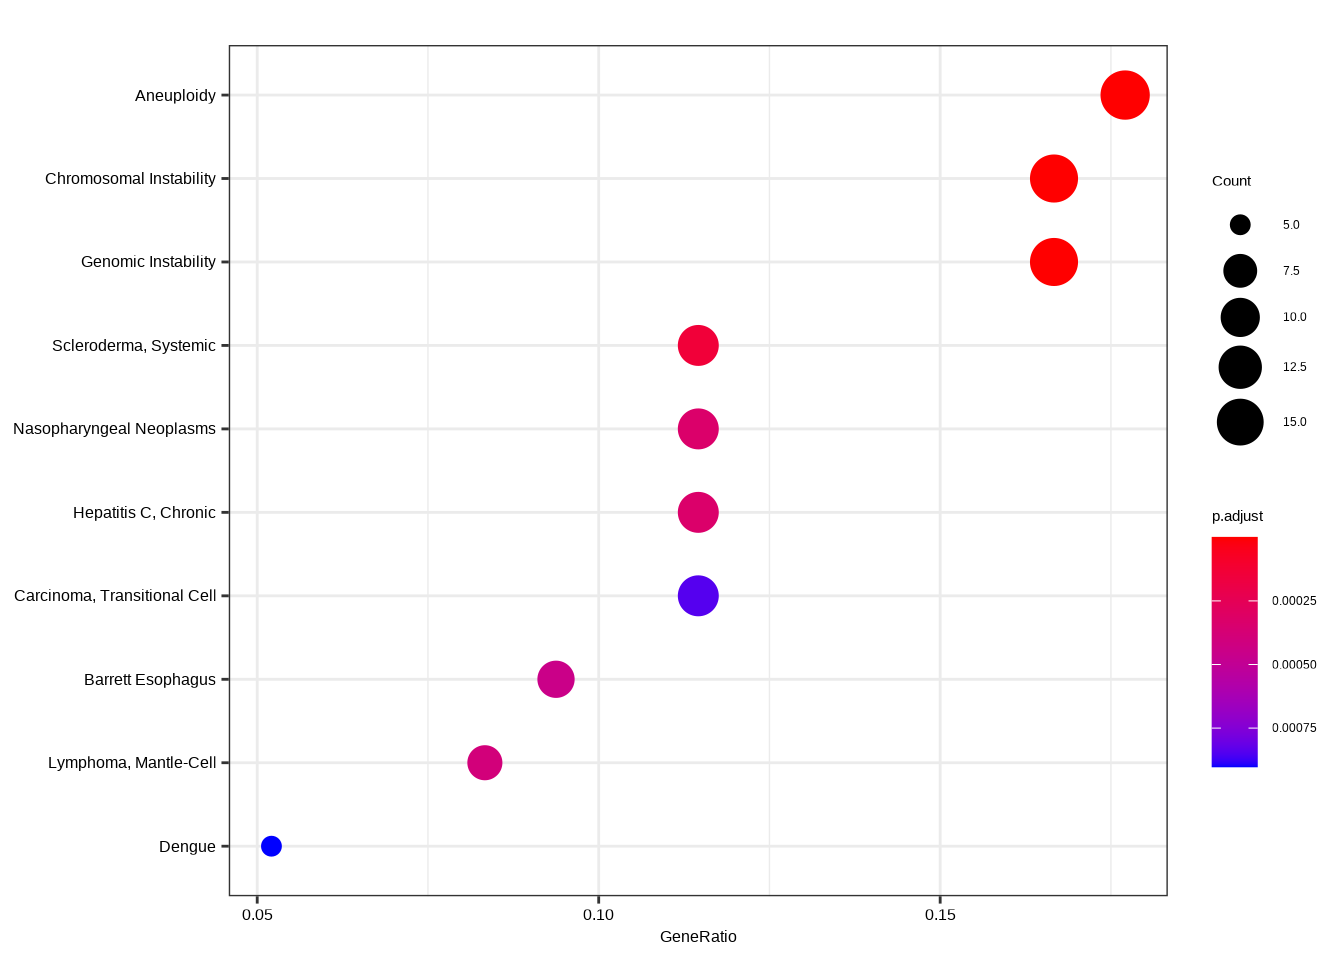 Aneuploidy
Chromosomal Instability
Genomic Instability
Scleroderma, Systemic
Nasopharyngeal Neoplasms
Hepatitis C, Chronic
Carcinoma, Transitional Cell
Barrett Esophagus
Lymphoma, Mantle-Cell
Dengue
0.05
0.10
0.15
GeneRatio
Count
5.0
7.5
10.0
12.5
15.0
p.adjust
0.00025
0.00050
0.00075